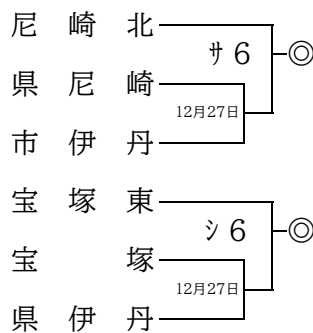 尼崎北
ｻ6 ◎
県尼崎
12月27日
市伊丹
宝塚東
ｼ6 ◎
宝塚
12月27日
県伊丹